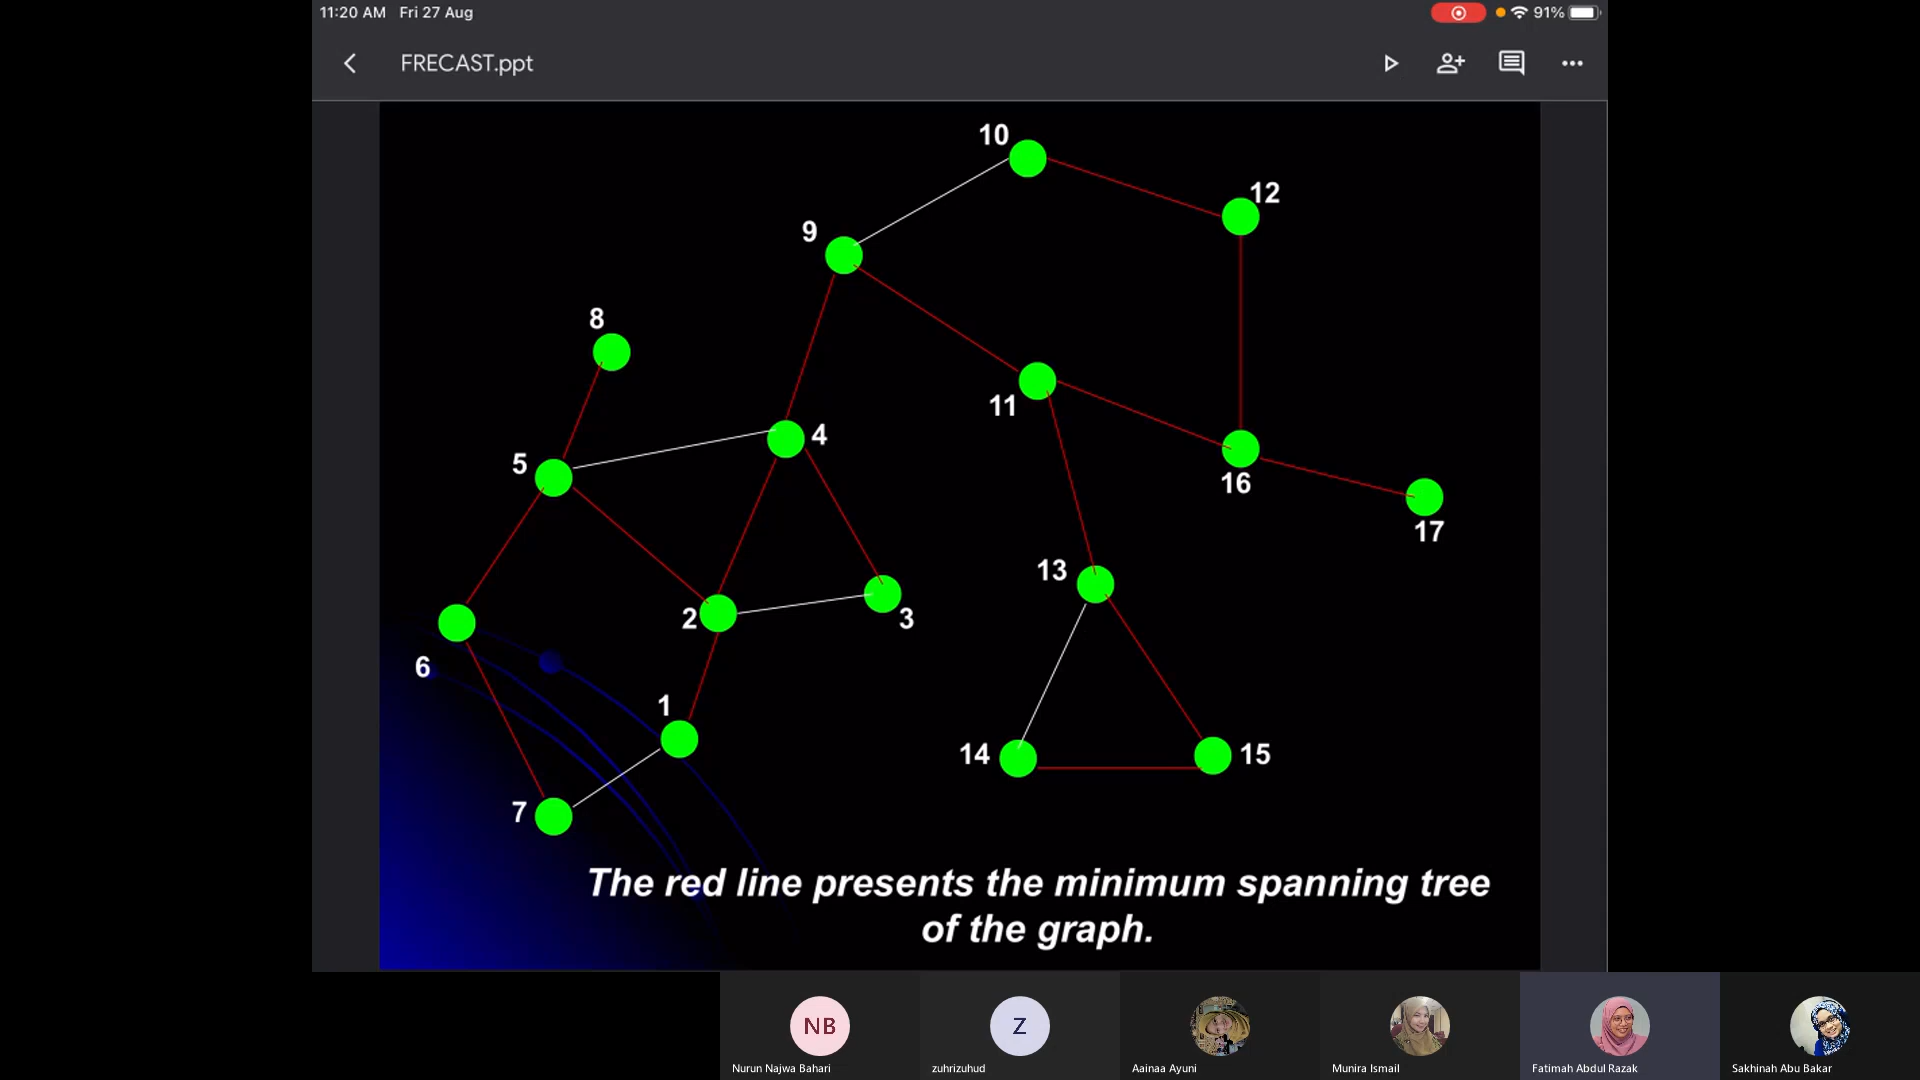 11:20 AM Fri 27 Aug
91%
FRECAST.ppt
10
12
9
8
11
4
5
16
17
13
2
3
6
1
14
15
7
The red line presents the minimum spanning tree
of the graph.
NB
Z
Nurun Najwa Bahari
zuhrizuhud
Aainaa Ayuni
Munira Ismail
Fatimah Abdul Razak
Sakhinah Abu Bakar